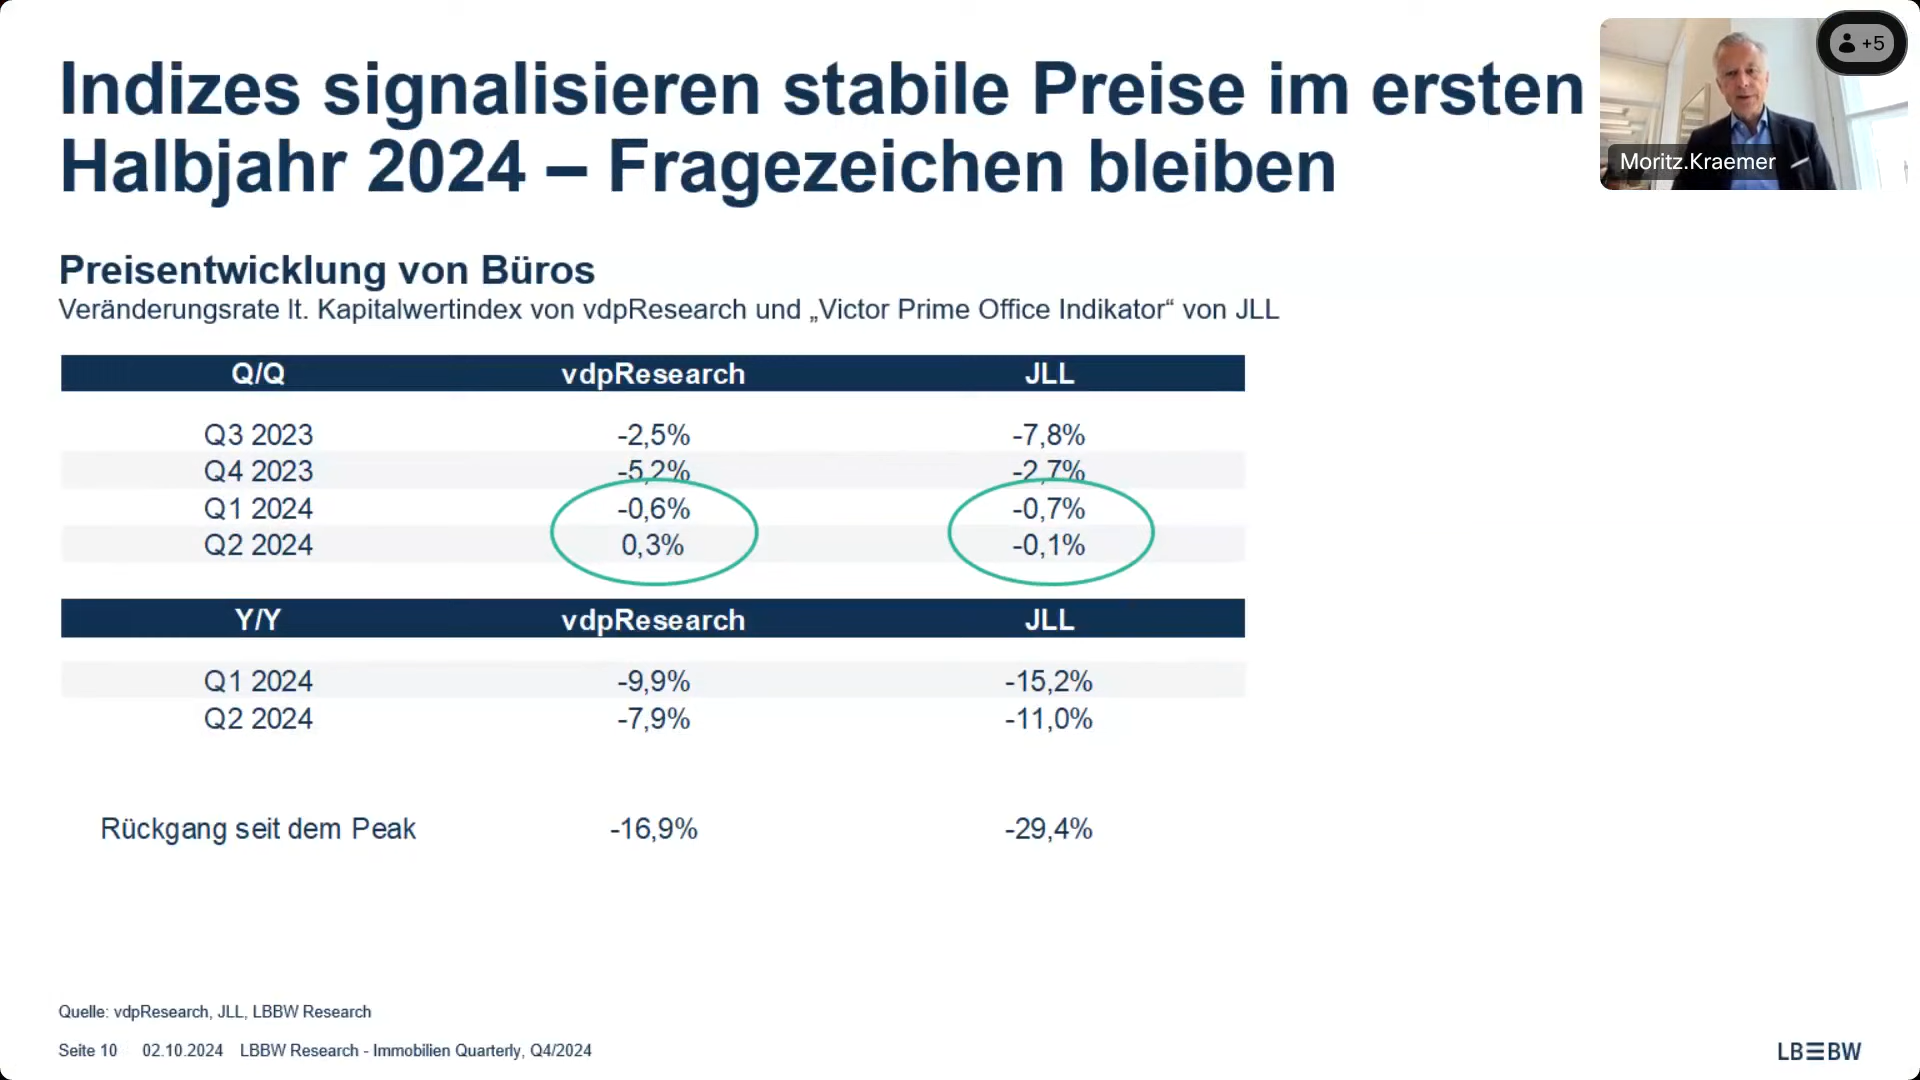 Indizes signalisieren stabile Preise im ersten
Halbjahr 2024 – Fragezeichen bleiben
+5
Moritz.Kraemer
Preisentwicklung von Büros
Veränderungsrate lt. Kapitalwertindex von vdpResearch und „Victor Prime Office Indikator“ von JLL
Q/Q vdpResearch JLL
Q3 2023 -2,5% -7,8%
Q4 2023 -5,2% -2,7%
Q1 2024 -0,6% -0,7%
Q2 2024 0,3% -0,1%
Y/Y vdpResearch JLL
Q1 2024 -9,9% -15,2%
Q2 2024 -7,9% -11,0%
Rückgang seit dem Peak -16,9% -29,4%
Quelle: vdpResearch, JLL, LBBW Research
Seite 10 02.10.2024 LBBW Research - Immobilien Quarterly, Q4/2024
LBBW